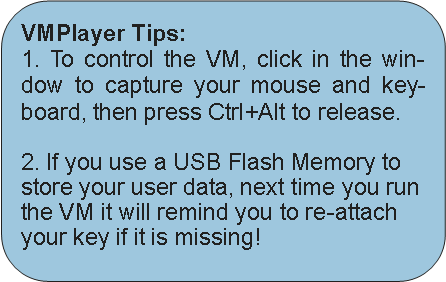 VMPlayer Tips:
1. To control the VM, click in the win-
dow to capture your mouse and key-
board, then press Ctrl+Alt to release.
2. If you use a USB Flash Memory to
store your user data, next time you run
the VM it will remind you to re-attach
your key if it is missing!